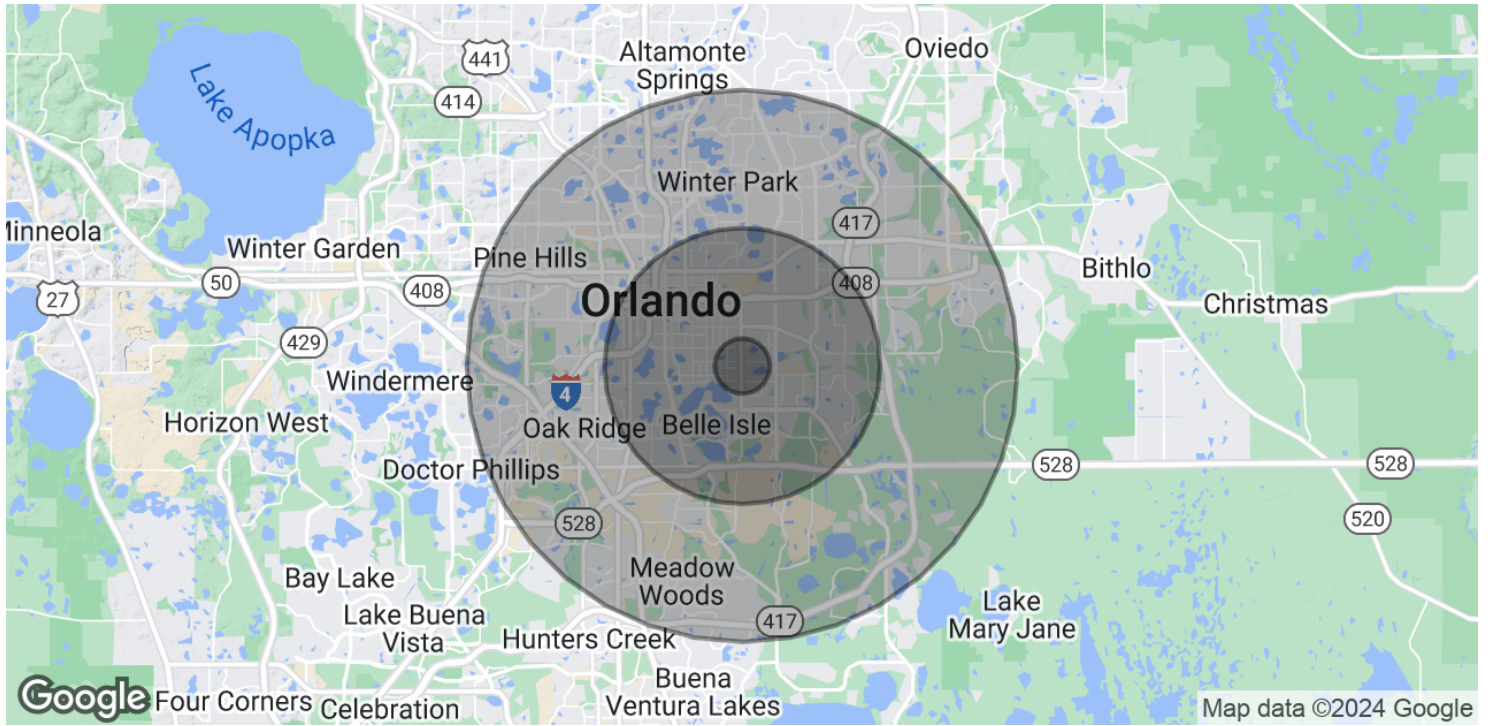 441
Altamonte
Springs
Oviedo
414
Lake Apopka
Winter Park
417
Minneola
Winter Garden
Pine Hills
50
408
408
Bithlo
27
Orlando
Christmas
429
Windermere
4
Horizon West
Oak Ridge
Belle Isle
Doctor Phillips
528
528
528
520
Bay Lake
Meadow
Woods
Lake Buena
Vista
417
Lake
Mary Jane
Hunters Creek
Buena
Ventura Lakes
Google
Four Corners
Celebration
Map data ©2024 Google